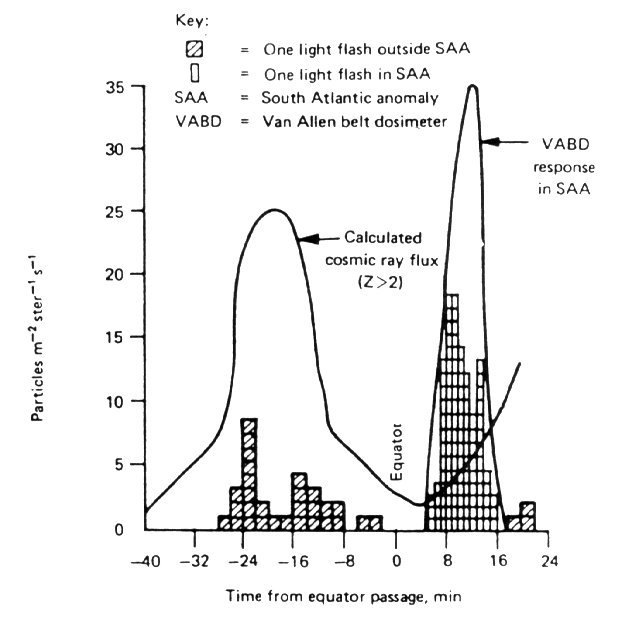 Key:
= One light flash outside SAA
= One light flash in SAA
SAA = South Atlantic anomaly
VABD = Van Allen belt dosimeter
35
30
25
20
15
10
5
0
Particles m⁻² ster⁻¹ s⁻¹
VABD
response
in SAA
Calculated
cosmic ray flux
(Z>2)
Equator
−40 −32 −24 −16 −8 0 8 16 24
Time from equator passage, min